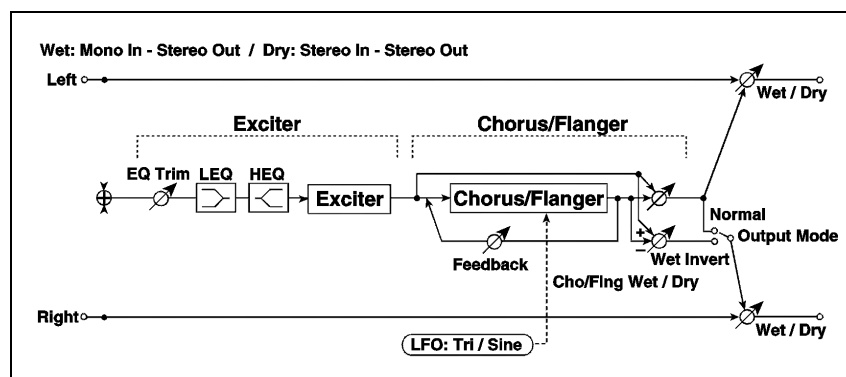 Wet: Mono In - Stereo Out / Dry: Stereo In - Stereo Out
Left
Wet / Dry
Exciter
Chorus/Flanger
EQ Trim
LEQ
HEQ
Exciter
Chorus/Flanger
Normal
+
Output Mode
–
Wet Invert
Feedback
Cho/Flng Wet / Dry
Right
Wet / Dry
LFO: Tri / Sine